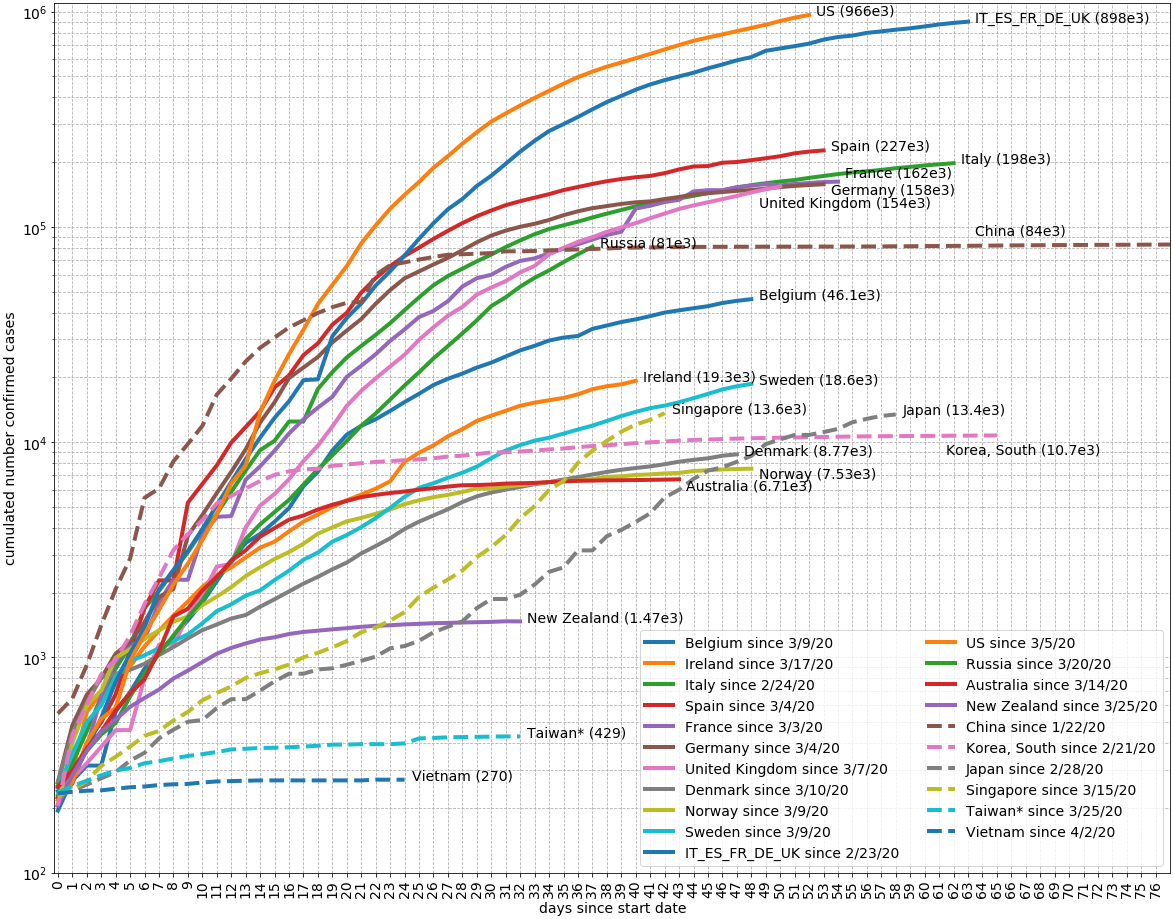 10^6
10^5
10^4
10^3
10^2
cumulated number confirmed cases
US (966e3)
IT_ES_FR_DE_UK (898e3)
Spain (227e3)
Italy (198e3)
France (162e3)
Germany (158e3)
United Kingdom (154e3)
China (84e3)
Russia (81e3)
Belgium (46.1e3)
Ireland (19.3e3)
Sweden (18.6e3)
Singapore (13.6e3)
Japan (13.4e3)
Korea, South (10.7e3)
Denmark (8.77e3)
Norway (7.53e3)
Australia (6.71e3)
New Zealand (1.47e3)
Taiwan* (429)
Vietnam (270)
Belgium since 3/9/20
Ireland since 3/17/20
Italy since 2/24/20
Spain since 3/4/20
France since 3/3/20
Germany since 3/4/20
United Kingdom since 3/7/20
Denmark since 3/10/20
Norway since 3/9/20
Sweden since 3/9/20
IT_ES_FR_DE_UK since 2/23/20
US since 3/5/20
Russia since 3/20/20
Australia since 3/14/20
New Zealand since 3/25/20
China since 1/22/20
Korea, South since 2/21/20
Japan since 2/28/20
Singapore since 3/15/20
Taiwan* since 3/25/20
Vietnam since 4/2/20
0 1 2 3 4 5 6 7 8 9 10 11 12 13 14 15 16 17 18 19 20 21 22 23 24 25 26 27 28 29 30 31 32 33 34 35 36 37 38 39 40 41 42 43 44 45 46 47 48 49 50 51 52 53 54 55 56 57 58 59 60 61 62 63 64 65 66 67 68 69 70 71 72 73 74 75 76
days since start date